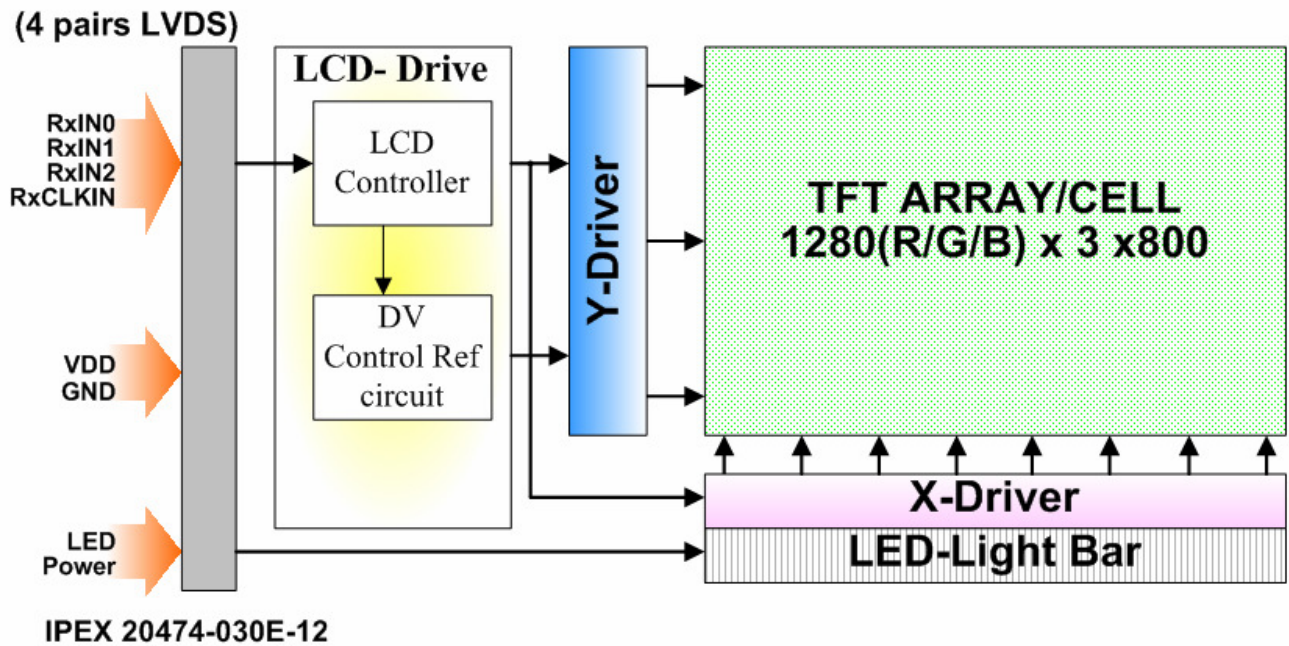 (4 pairs LVDS)
RxIN0
RxIN1
RxIN2
RxCLKIN
VDD
GND
LED
Power
IPEX 20474-030E-12
LCD- Drive
LCD
Controller
DV
Control Ref
circuit
Y-Driver
TFT ARRAY/CELL
1280(R/G/B) x 3 x800
X-Driver
LED-Light Bar